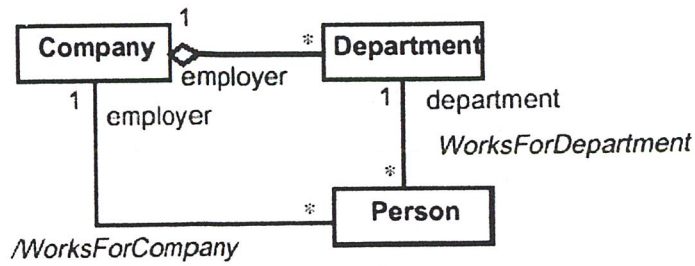 1
Company
*
Department
employer
1
employer
1
department
WorksForDepartment
*
*
Person
/WorksForCompany